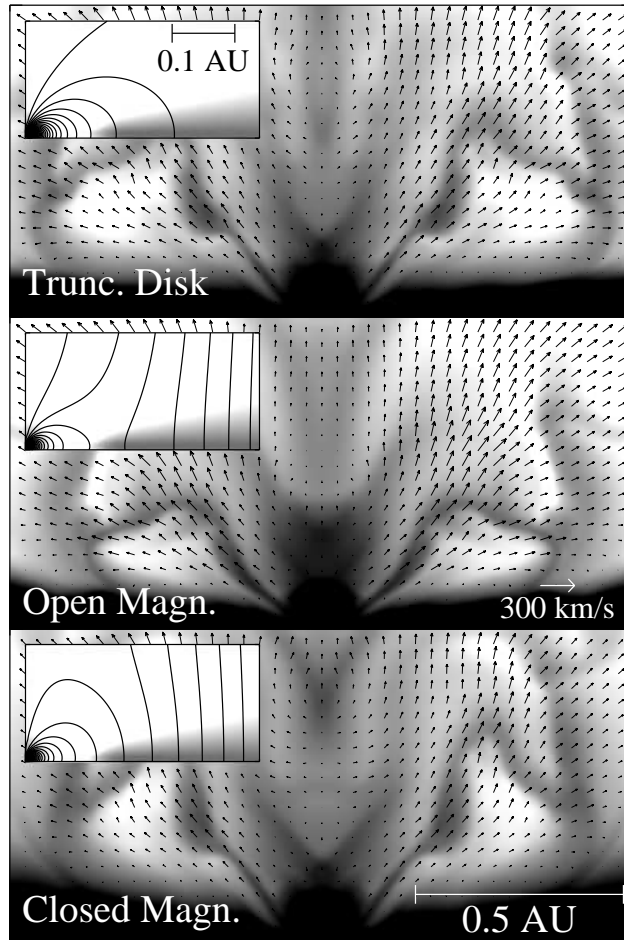 0.1 AU
Trunc. Disk
Open Magn.
300 km/s
Closed Magn.
0.5 AU